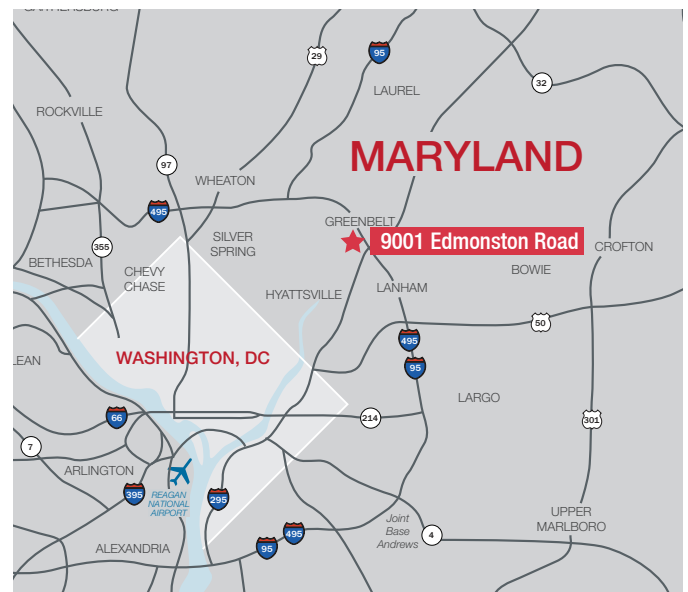 29
95
LAUREL
32
ROCKVILLE
MARYLAND
97
WHEATON
495
GREENBELT
355
SILVER
SPRING
9001 Edmonston Road
CROFTON
BETHESDA
CHEVY
CHASE
BOWIE
HYATTSVILLE
LANHAM
50
495
LEAN
WASHINGTON, DC
95
LARGO
66
214
301
7
ARLINGTON
395
REAGAN
NATIONAL
AIRPORT
295
Joint
Base
Andrews
4
UPPER
MARLBORO
495
95
ALEXANDRIA